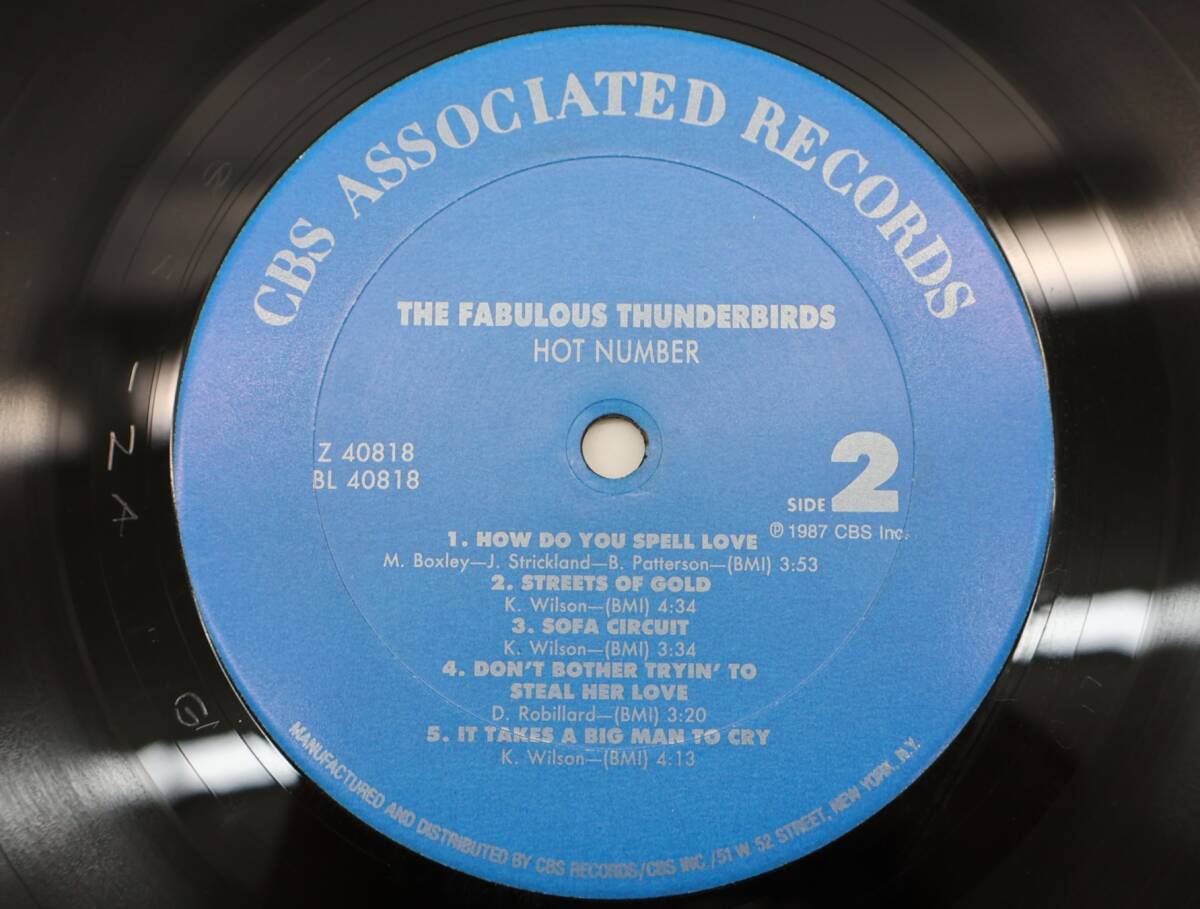 CBS ASSOCIATED RECORDS
THE FABULOUS THUNDERBIRDS
HOT NUMBER
Z 40818
BL 40818
SIDE 2
℗ 1987 CBS Inc.
1. HOW DO YOU SPELL LOVE
M. Boxley—J. Strickland—B. Patterson—(BMI) 3:53
2. STREETS OF GOLD
K. Wilson—(BMI) 4:34
3. SOFA CIRCUIT
K. Wilson—(BMI) 3:34
4. DON'T BOTHER TRYIN' TO
STEAL HER LOVE
D. Robillard—(BMI) 3:20
5. IT TAKES A BIG MAN TO CRY
K. Wilson—(BMI) 4:13
MANUFACTURED AND DISTRIBUTED BY CBS RECORDS/CBS INC./51 W 52 STREET, NEW YORK, N.Y.
-2A
G1